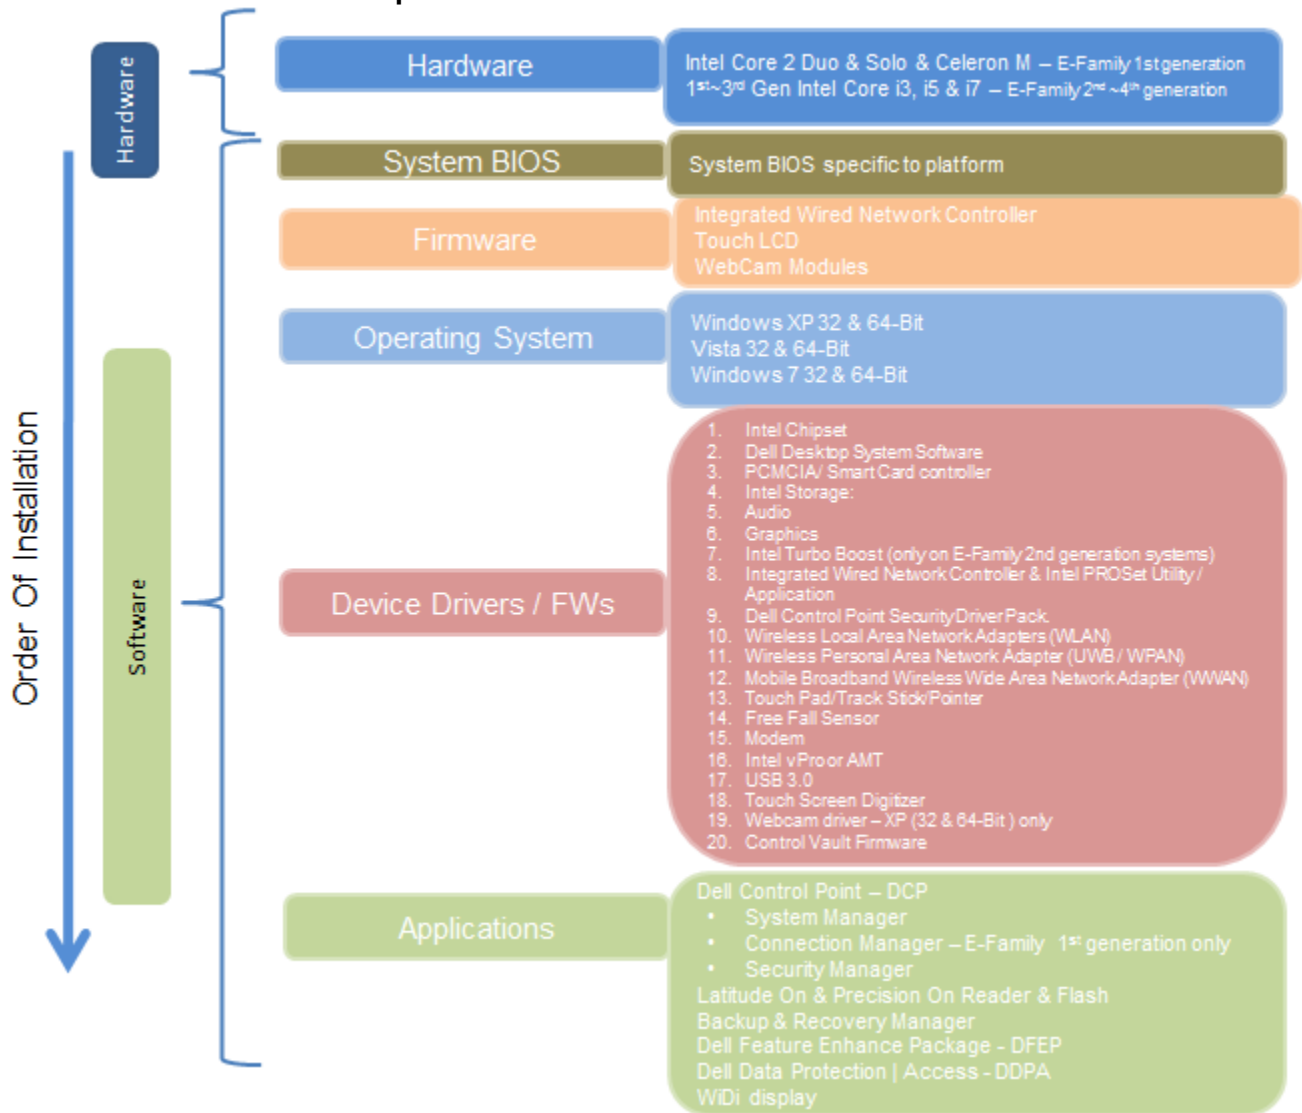 Hardware
Hardware
Intel Core 2 Duo & Solo & Celeron M – E-Family 1st generation
1st~3rd Gen Intel Core i3, i5 & i7 – E-Family 2nd ~4th generation
System BIOS
System BIOS specific to platform
Firmware
Integrated Wired Network Controller
Touch LCD
WebCam Modules
Operating System
Windows XP 32 & 64-Bit
Vista 32 & 64-Bit
Windows 7 32 & 64-Bit
Order Of Installation
Software
Device Drivers / FWs
1. Intel Chipset
2. Dell Desktop System Software
3. PCMCIA/ Smart Card controller
4. Intel Storage:
5. Audio
6. Graphics
7. Intel Turbo Boost (only on E-Family 2nd generation systems)
8. Integrated Wired Network Controller & Intel PROSet Utility /
Application
9. Dell Control Point Security Driver Pack.
10. Wireless Local Area Network Adapters (WLAN)
11. Wireless Personal Area Network Adapter (UWB / WPAN)
12. Mobile Broadband Wireless Wide Area Network Adapter (WWAN)
13. Touch Pad/Track Stick/Pointer
14. Free Fall Sensor
15. Modem
16. Intel vPro or AMT
17. USB 3.0
18. Touch Screen Digitizer
19. Webcam driver – XP (32 & 64-Bit ) only
20. Control Vault Firmware
Applications
Dell Control Point – DCP
• System Manager
• Connection Manager – E-Family 1st generation only
• Security Manager
Latitude On & Precision On Reader & Flash
Backup & Recovery Manager
Dell Feature Enhance Package - DFEP
Dell Data Protection | Access - DDPA
WiDi display